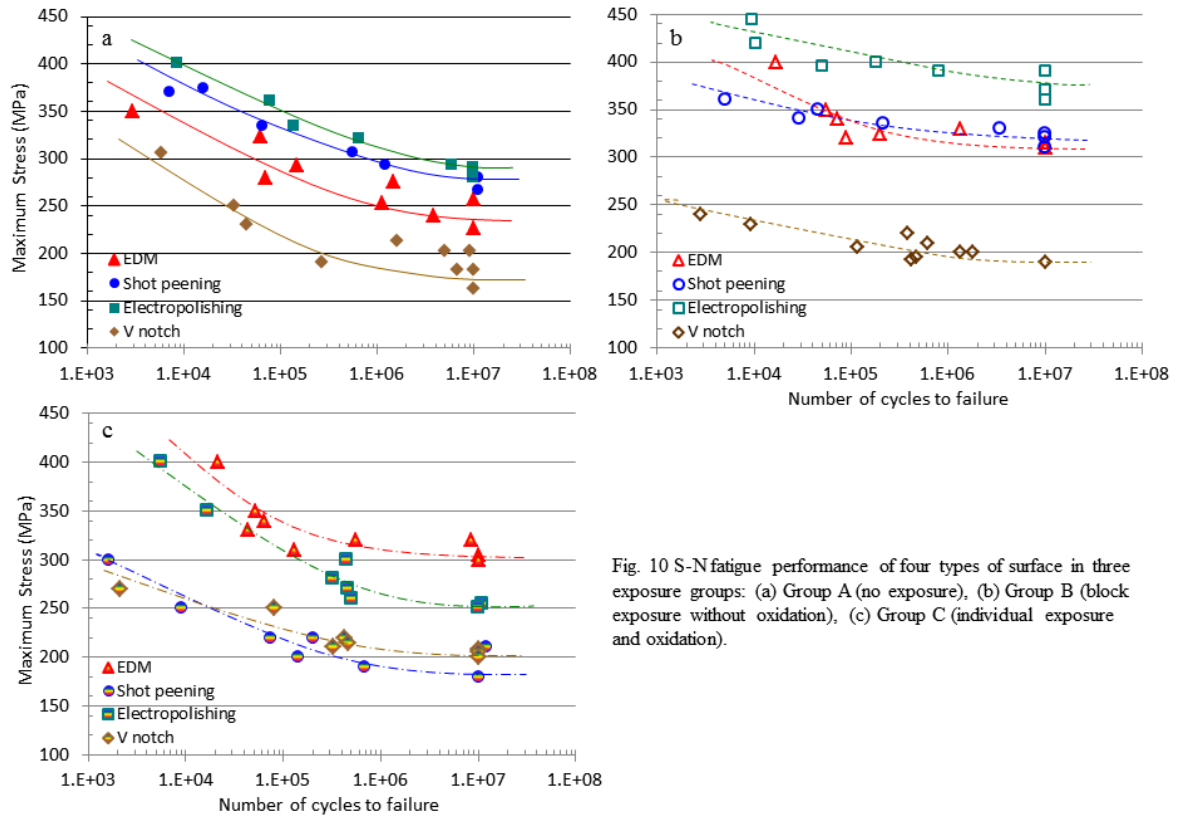 450
400
350
300
250
200
150
100
Maximum Stress (MPa)
a
EDM
Shot peening
Electropolishing
V notch
1.E+03 1.E+04 1.E+05 1.E+06 1.E+07 1.E+08
450
400
350
300
250
200
150
100
b
EDM
Shot peening
Electropolishing
V notch
1.E+03 1.E+04 1.E+05 1.E+06 1.E+07 1.E+08
Number of cycles to failure
450
400
350
300
250
200
150
100
Maximum Stress (MPa)
c
EDM
Shot peening
Electropolishing
V notch
1.E+03 1.E+04 1.E+05 1.E+06 1.E+07 1.E+08
Number of cycles to failure
Fig. 10 S-N fatigue performance of four types of surface in three
exposure groups: (a) Group A (no exposure), (b) Group B (block
exposure without oxidation), (c) Group C (individual exposure
and oxidation).